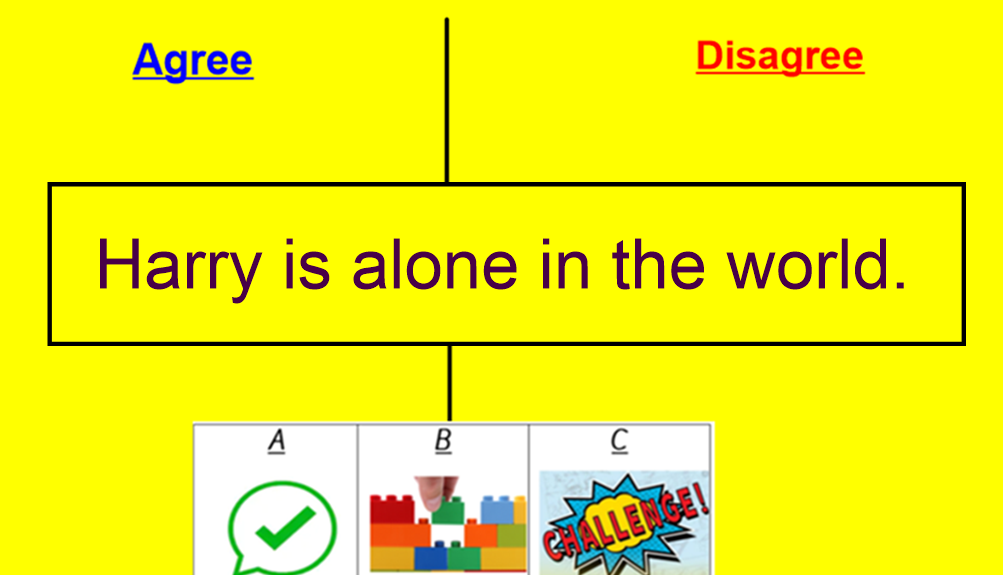 Agree
Disagree
Harry is alone in the world.
A
B
C
CHALLENGE!